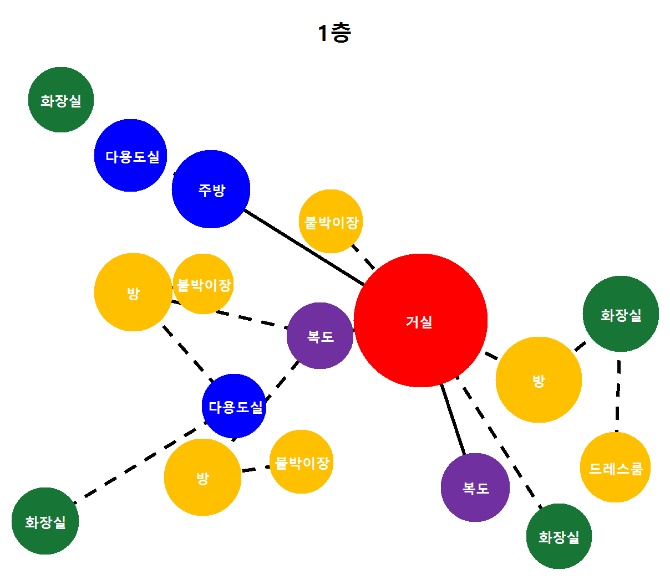 1층
화장실
다용도실
주방
붙박이장
방
붙박이장
복도
거실
화장실
방
다용도실
방
붙박이장
드레스룸
복도
화장실
화장실